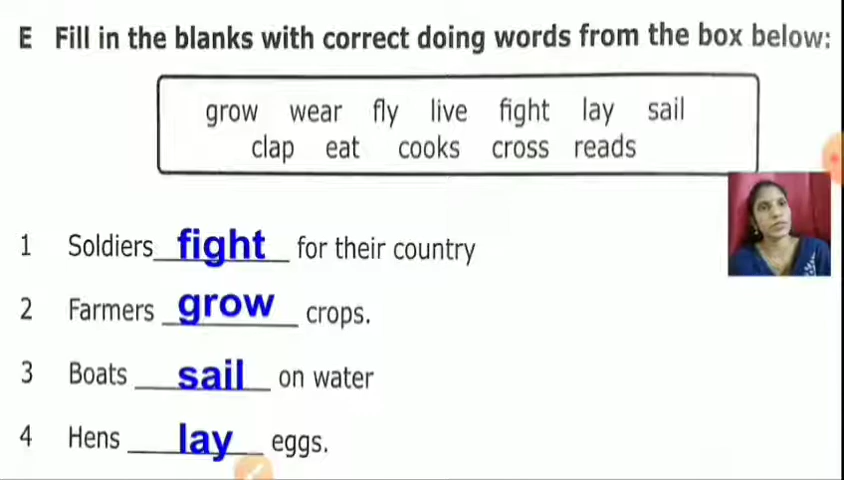 E Fill in the blanks with correct doing words from the box below:
grow wear fly live fight lay sail
clap eat cooks cross reads
1 Soldiers fight for their country
2 Farmers grow crops.
3 Boats sail on water
4 Hens lay eggs.